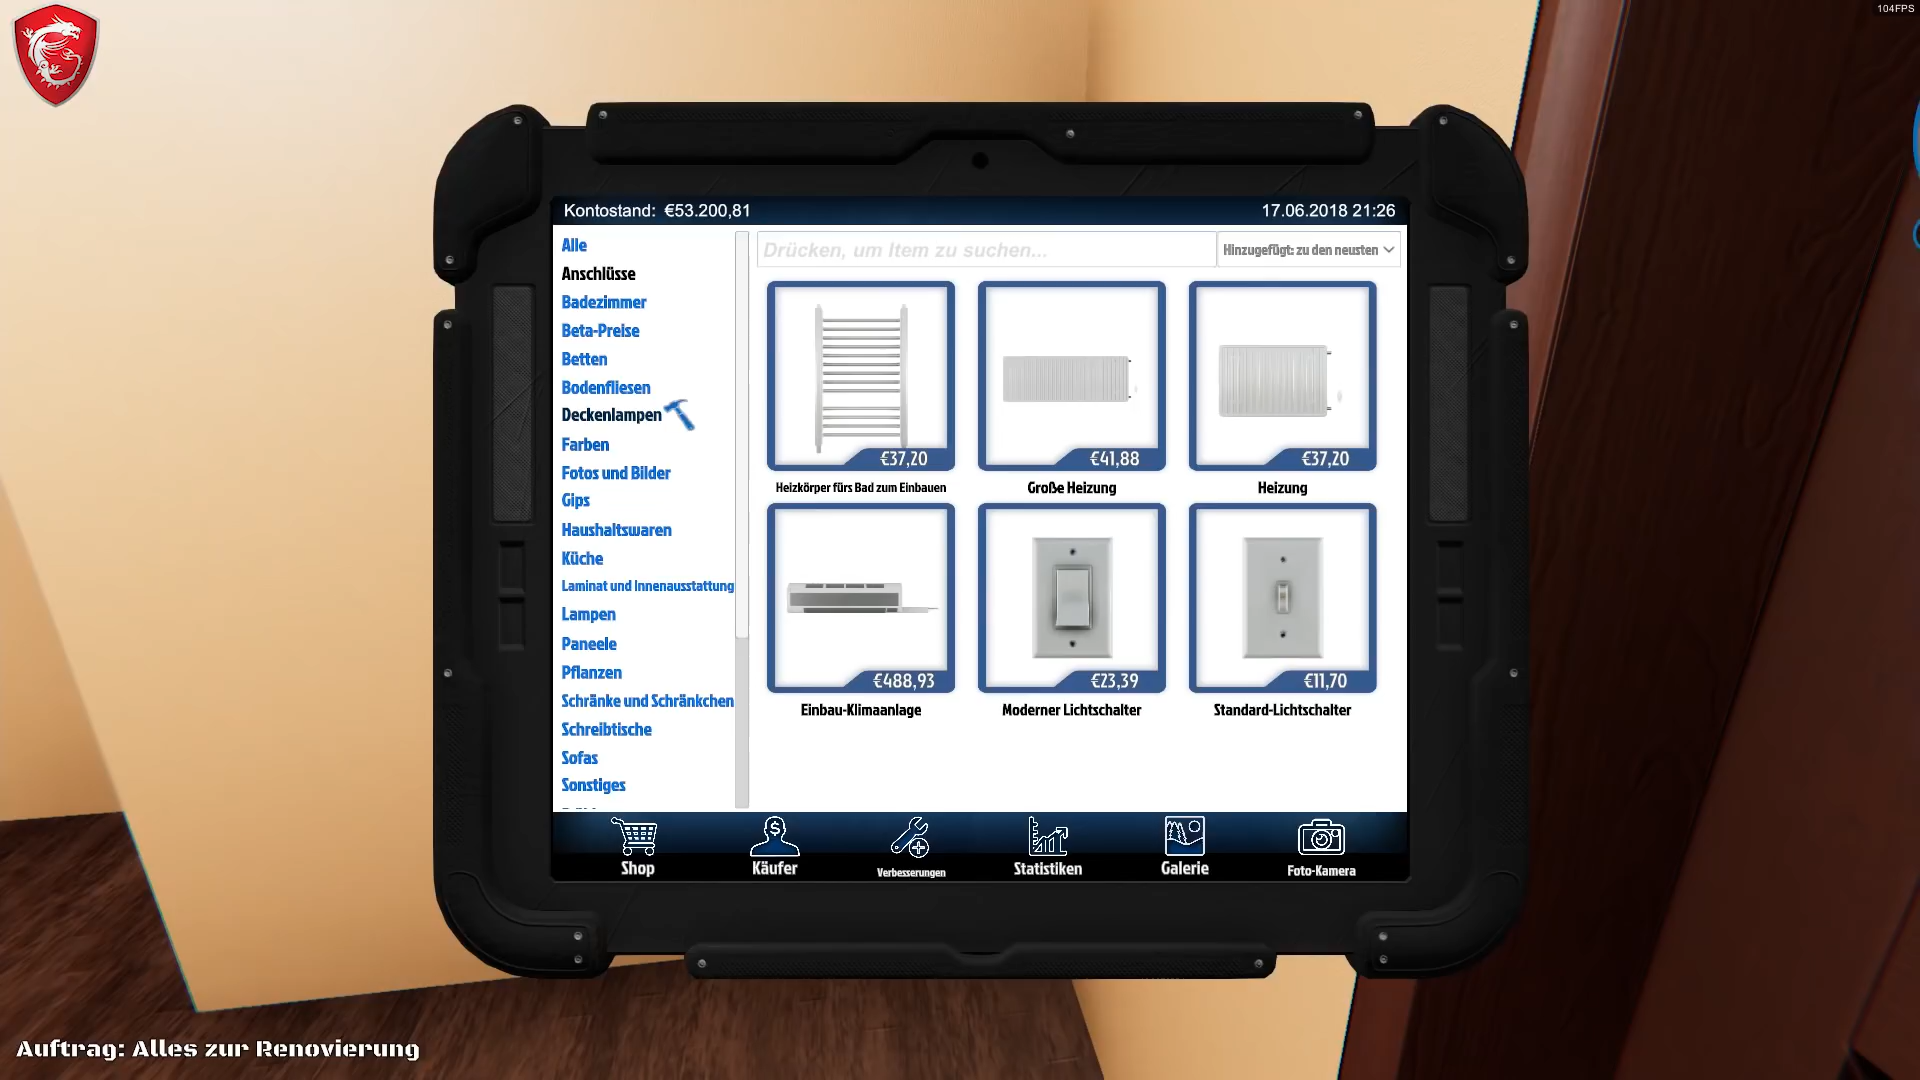 104FPS
Kontostand: €53.200,81
17.06.2018 21:26
Alle
Anschlüsse
Badezimmer
Beta-Preise
Betten
Bodenfliesen
Deckenlampen
Farben
Fotos und Bilder
Gips
Haushaltswaren
Küche
Laminat und Innenausstattung
Lampen
Paneele
Pflanzen
Schränke und Schränkchen
Schreibtische
Sofas
Sonstiges
Drücken, um Item zu suchen...
Hinzugefügt: zu den neusten
€37,20
€41,88
€37,20
Heizkörper fürs Bad zum Einbauen
Große Heizung
Heizung
€488,93
€23,39
€11,70
Einbau-Klimaanlage
Moderner Lichtschalter
Standard-Lichtschalter
Shop
Käufer
Verbesserungen
Statistiken
Galerie
Foto-Kamera
Auftrag: Alles zur Renovierung